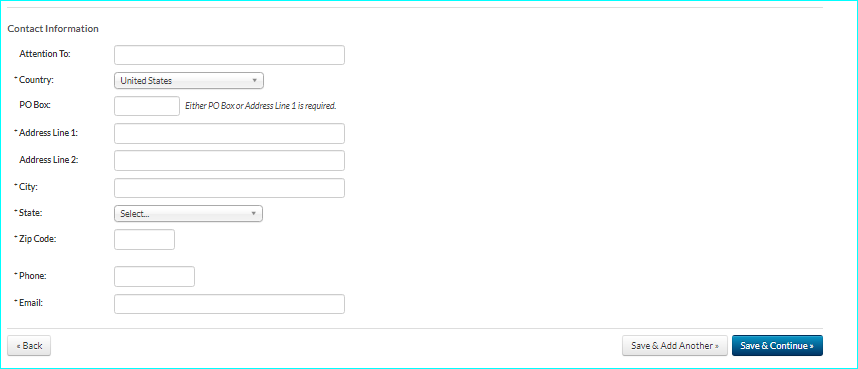 Contact Information
Attention To:
* Country: United States
PO Box: Either PO Box or Address Line 1 is required.
* Address Line 1:
Address Line 2:
* City:
* State: Select...
* Zip Code:
* Phone:
* Email:
« Back Save & Add Another » Save & Continue »